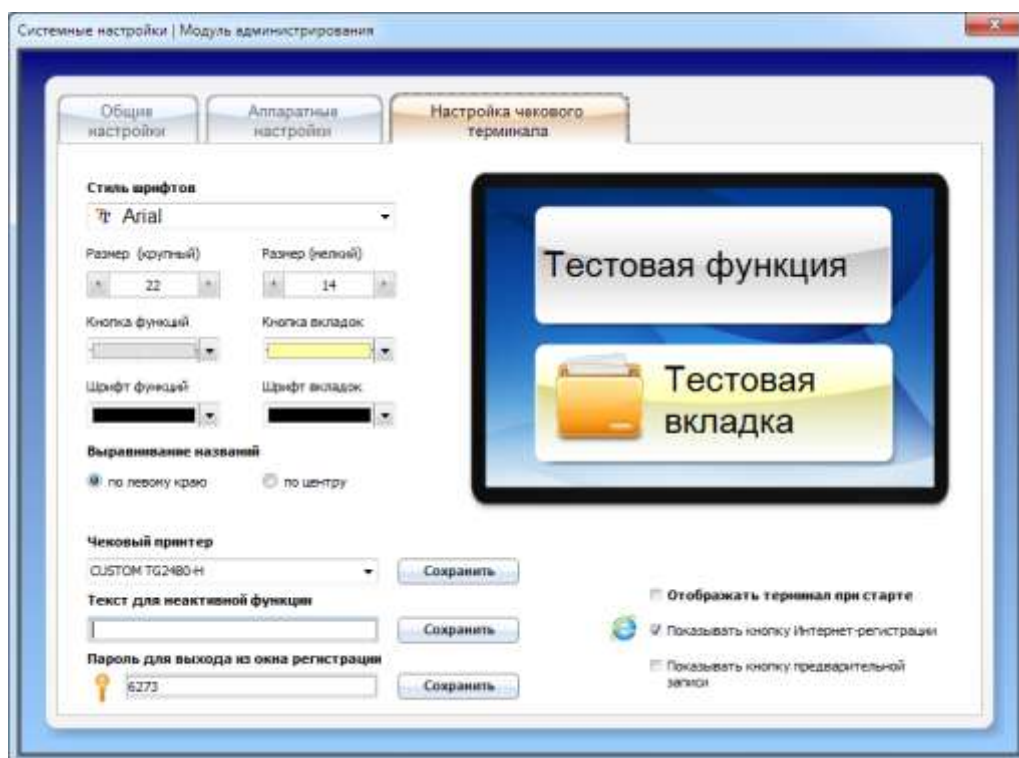 Системные настройки | Модуль администрирования
Общие
настройки
Аппаратные
настройки
Настройка чекового
терминала
Стиль шрифтов
Arial
Размер (крупный)
Размер (мелкий)
22
14
Кнопка функций
Кнопка вкладок
Шрифт функций
Шрифт вкладок
Выравнивание названий
по левому краю
по центру
Тестовая функция
Тестовая
вкладка
Чековый принтер
CUSTOM TG2480-H
Сохранить
Текст для неактивной функции
Сохранить
Пароль для выхода из окна регистрации
6273
Сохранить
Отображать терминал при старте
Показывать кнопку Интернет-регистрации
Показывать кнопку предварительной
записи